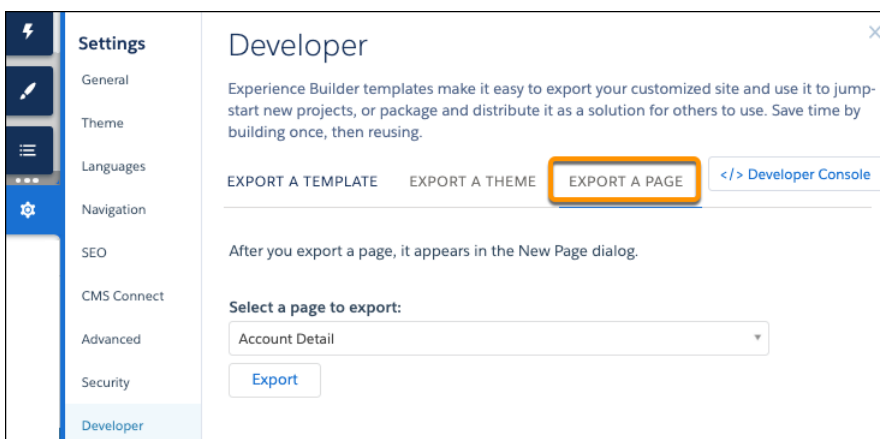 Settings
General
Theme
Languages
Navigation
SEO
CMS Connect
Advanced
Security
Developer
Developer
Experience Builder templates make it easy to export your customized site and use it to jump-
start new projects, or package and distribute it as a solution for others to use. Save time by
building once, then reusing.
EXPORT A TEMPLATE EXPORT A THEME EXPORT A PAGE </> Developer Console
After you export a page, it appears in the New Page dialog.
Select a page to export:
Account Detail
Export